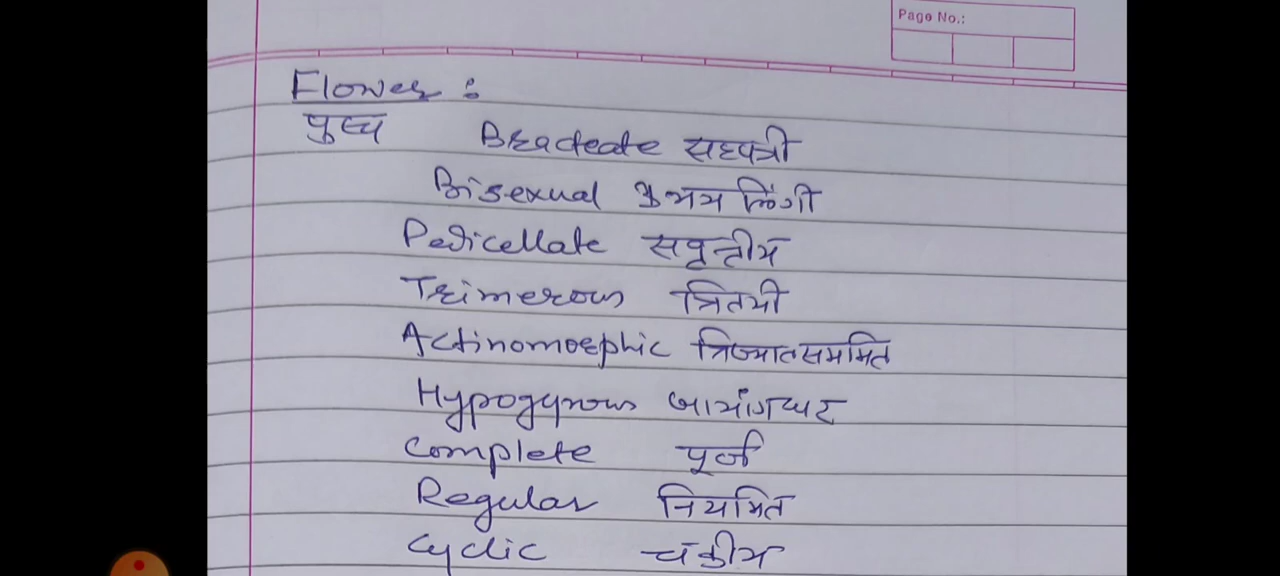 Page No.:
Flower :
पुष्प
Bracteate सहपत्री
Bisexual उभयलिंगी
Pedicellate सवृन्तीय
Trimerous त्रितयी
Actinomorphic त्रिज्यातसममित
Hypogynous जायांगधर
Complete पूर्ण
Regular नियमित
Cyclic चक्रीय